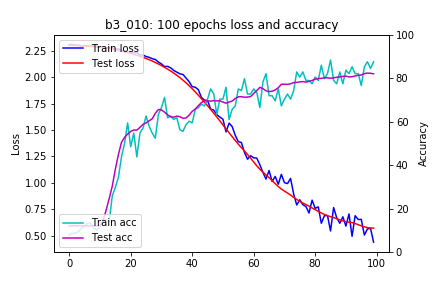 b3_010: 100 epochs loss and accuracy
Train loss
Test loss
Train acc
Test acc
Loss
2.25
2.00
1.75
1.50
1.25
1.00
0.75
0.50
100
80
60
40
20
0
Accuracy
0 20 40 60 80 100